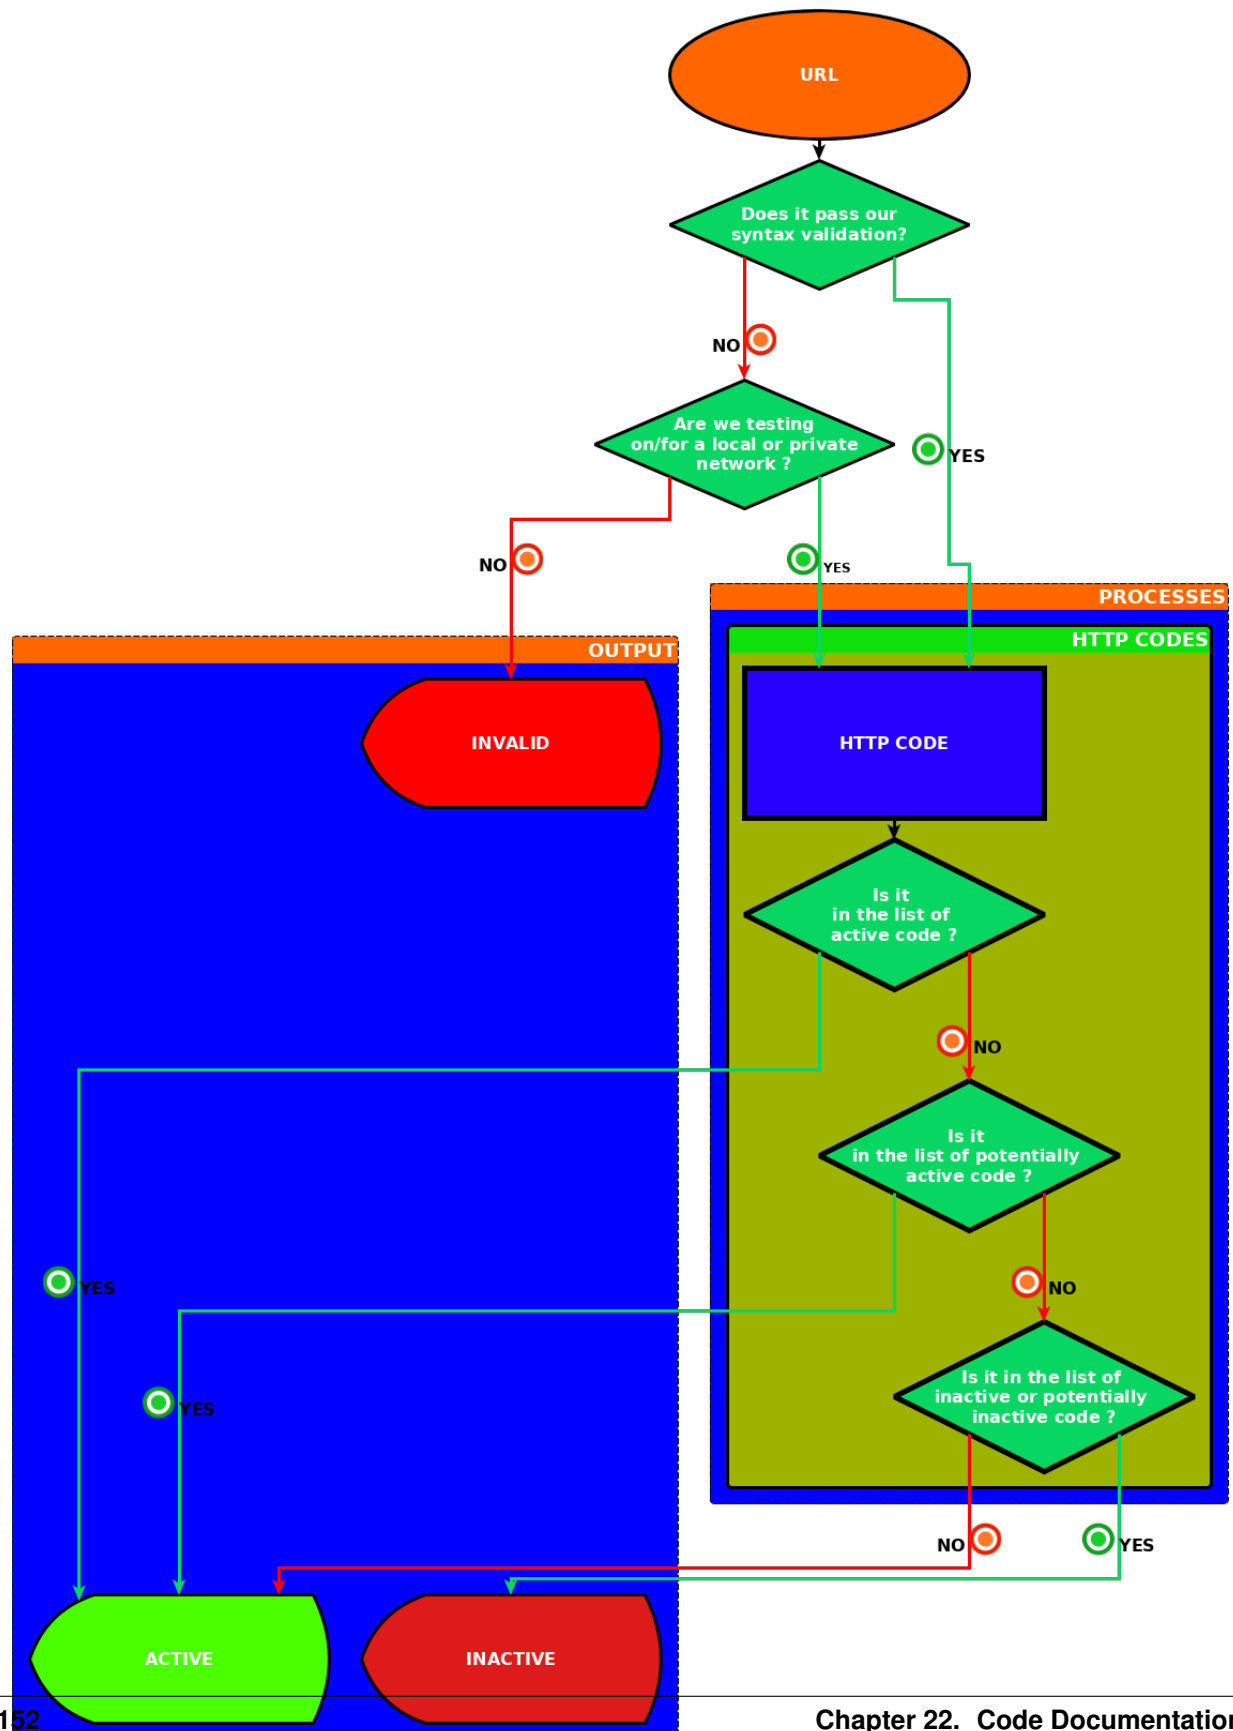 URL
Does it pass our
syntax validation?
NO
Are we testing
on/for a local or private
network ?
YES
NO
YES
PROCESSES
OUTPUT
HTTP CODES
INVALID
HTTP CODE
Is it
in the list of
active code ?
NO
Is it
in the list of potentially
active code ?
YES
NO
YES
Is it in the list of
inactive or potentially
inactive code ?
NO
YES
ACTIVE
INACTIVE
152
Chapter 22. Code Documentation